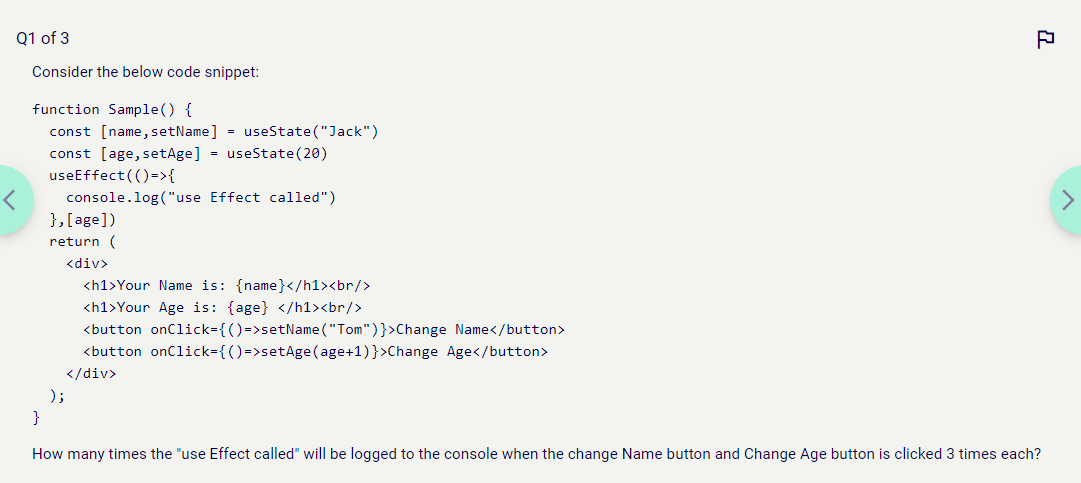 Q1 of 3
Consider the below code snippet:
function Sample() {
  const [name,setName] = useState("Jack")
  const [age,setAge] = useState(20)
  useEffect(()=>{
    console.log("use Effect called")
  },[age])
  return (
    <div>
      <h1>Your Name is: {name}</h1><br/>
      <h1>Your Age is: {age} </h1><br/>
      <button onClick={()=>setName("Tom")}>Change Name</button>
      <button onClick={()=>setAge(age+1)}>Change Age</button>
    </div>
  );
}
How many times the "use Effect called" will be logged to the console when the change Name button and Change Age button is clicked 3 times each?